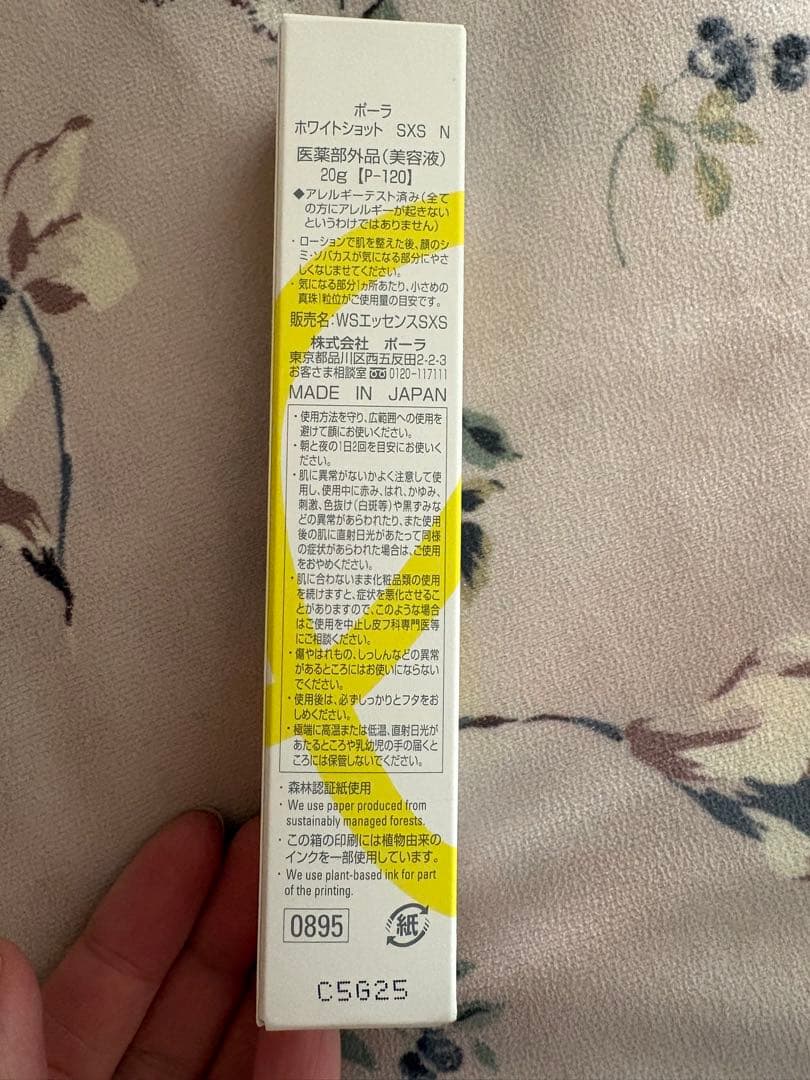 ポーラ
ホワイトショット SXS N
医薬部外品(美容液)
20g【P-120】
◆アレルギーテスト済み(全て
の方にアレルギーが起きない
というわけではありません)
・ローションで肌を整えた後、顔のシ
ミ・ソバカスが気になる部分にやさ
しくなじませてください。
・気になる部分1ヵ所あたり、小さめの
真珠1粒位がご使用量の目安です。
販売名:WSエッセンスSXS
株式会社 ポーラ
東京都品川区西五反田2-2-3
お客さま相談室 0120-117111
MADE IN JAPAN
・使用方法を守り、広範囲への使用を
避けて顔にお使いください。
・朝と夜の1日2回を目安にお使いく
ださい。
・肌に異常がないかよく注意して使
用し、使用中に赤み、はれ、かゆみ、
刺激、色抜け(白斑等)や黒ずみな
どの異常があらわれたり、また使用
後の肌に直射日光があたって同様
の症状があらわれた場合は、ご使用
をおやめください。
・肌に合わないまま化粧品類の使用
を続けますと、症状を悪化させるこ
とがありますので、このような場合
はご使用を中止し皮フ科専門医等
にご相談ください。
・傷やはれもの、しっしんなどの異常
があるところにはお使いにならない
でください。
・使用後は、必ずしっかりとフタをお
しめください。
・極端に高温または低温、直射日光が
あたるところや乳幼児の手の届くと
ころには保管しないでください。
・森林認証紙使用
・We use paper produced from
sustainably managed forests.
・この箱の印刷には植物由来の
インクを一部使用しています。
・We use plant-based ink for part
of the printing.
0895
紙
C5G25